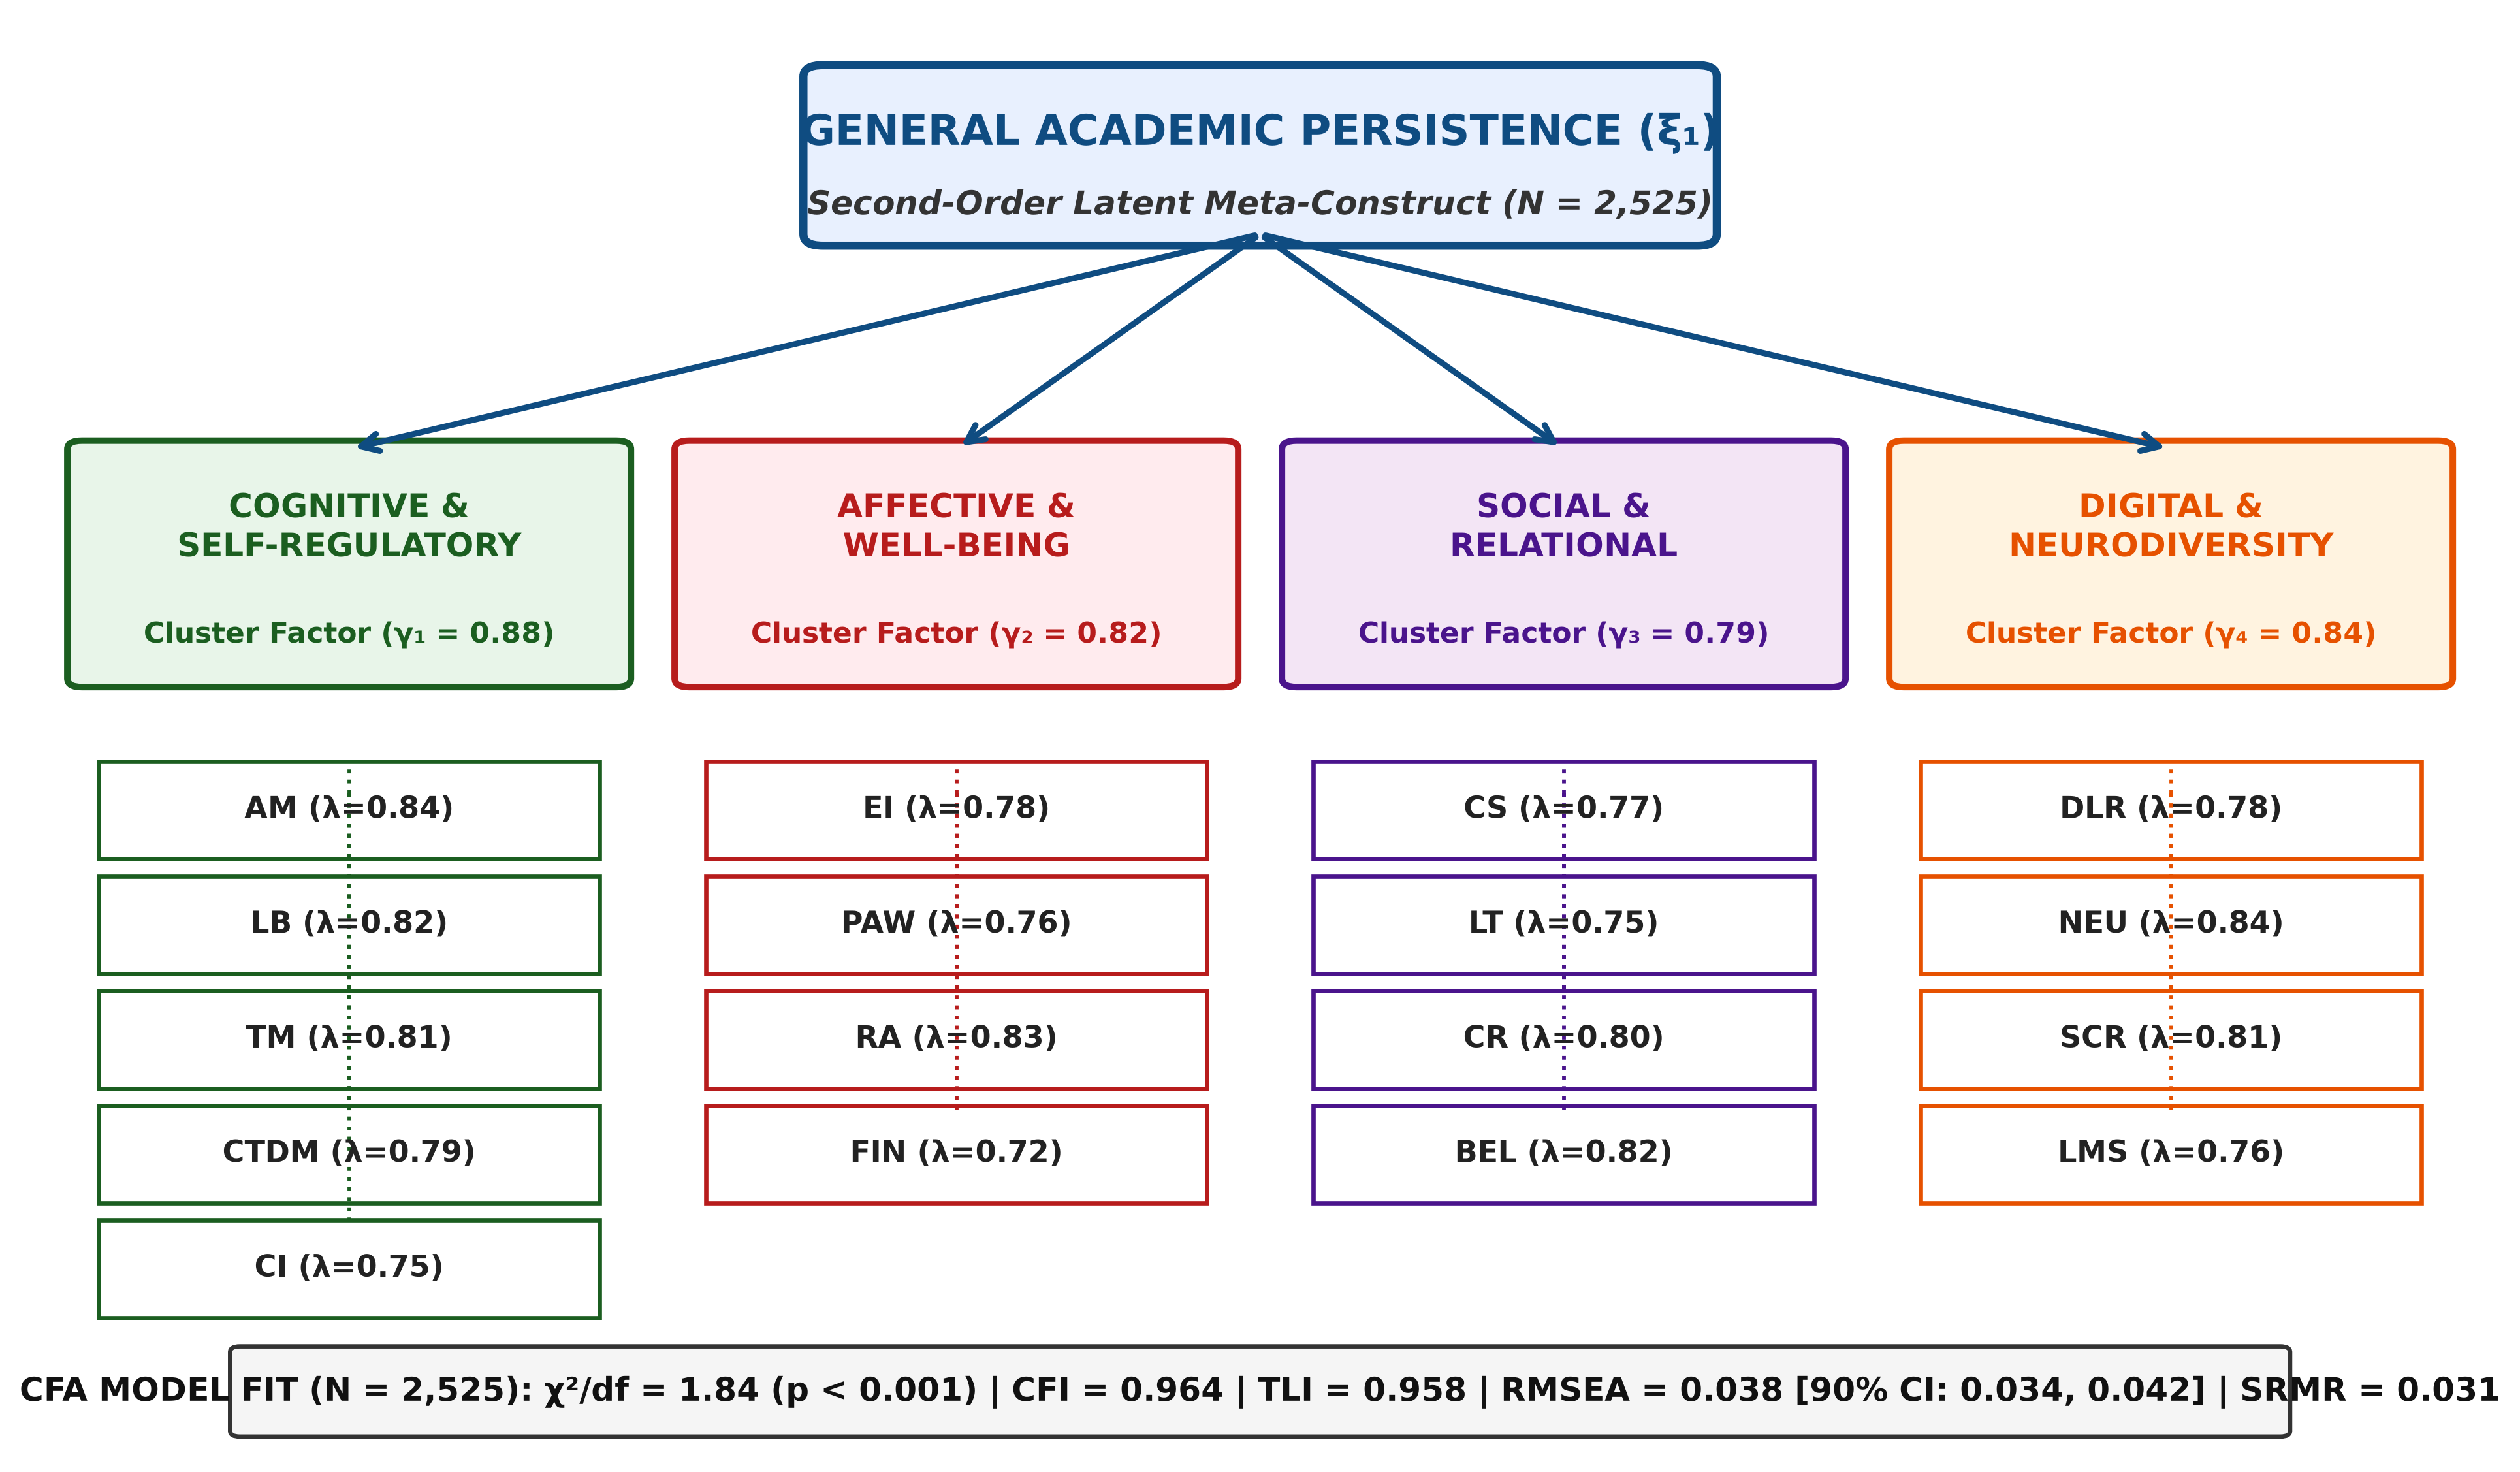 GENERAL ACADEMIC PERSISTENCE (ξ₁)
Second-Order Latent Meta-Construct (N = 2,525)
COGNITIVE &
SELF-REGULATORY
Cluster Factor (γ₁ = 0.88)
AFFECTIVE &
WELL-BEING
Cluster Factor (γ₂ = 0.82)
SOCIAL &
RELATIONAL
Cluster Factor (γ₃ = 0.79)
DIGITAL &
NEURODIVERSITY
Cluster Factor (γ₄ = 0.84)
AM (λ=0.84)
LB (λ=0.82)
TM (λ=0.81)
CTDM (λ=0.79)
CI (λ=0.75)
EI (λ=0.78)
PAW (λ=0.76)
RA (λ=0.83)
FIN (λ=0.72)
CS (λ=0.77)
LT (λ=0.75)
CR (λ=0.80)
BEL (λ=0.82)
DLR (λ=0.78)
NEU (λ=0.84)
SCR (λ=0.81)
LMS (λ=0.76)
CFA MODEL FIT (N = 2,525): χ²/df = 1.84 (p < 0.001) | CFI = 0.964 | TLI = 0.958 | RMSEA = 0.038 [90% CI: 0.034, 0.042] | SRMR = 0.031